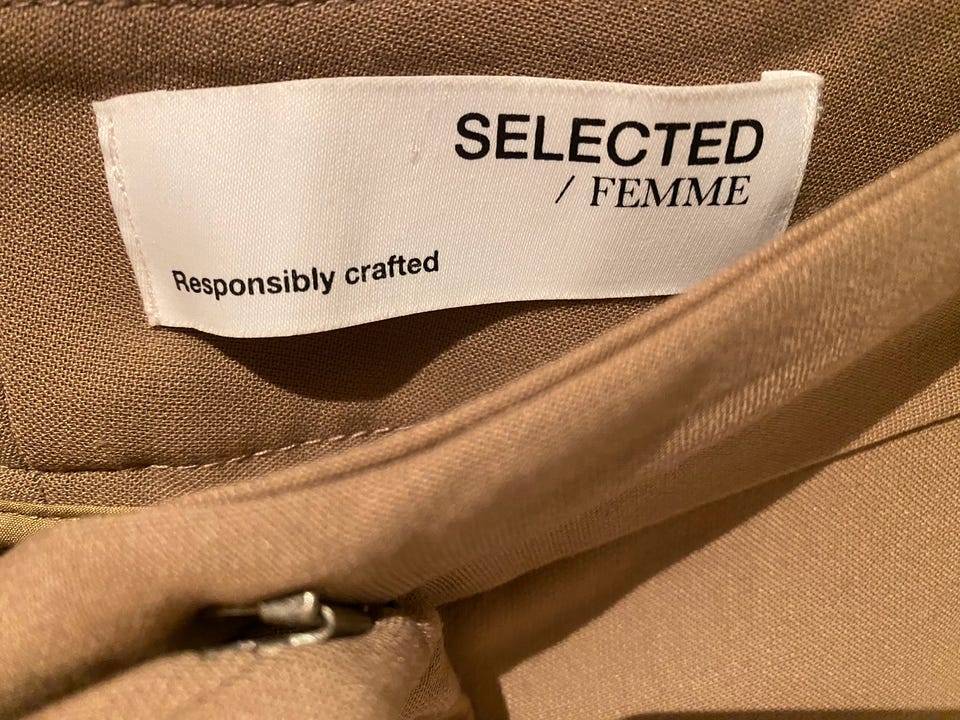 SELECTED
/ FEMME
Responsibly crafted